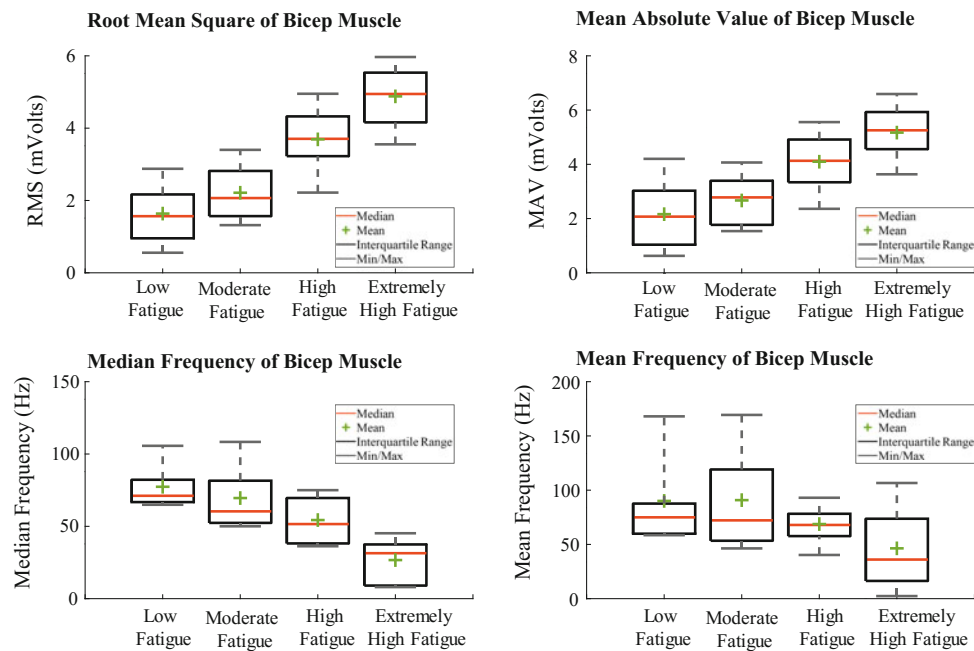 Root Mean Square of Bicep Muscle
RMS (mVolts)
6
4
2
0
Median
Mean
Interquartile Range
Min/Max
Low
Fatigue
Moderate
Fatigue
High
Fatigue
Extremely
High Fatigue
Mean Absolute Value of Bicep Muscle
MAV (mVolts)
8
6
4
2
0
Median
Mean
Interquartile Range
Min/Max
Low
Fatigue
Moderate
Fatigue
High
Fatigue
Extremely
High Fatigue
Median Frequency of Bicep Muscle
Median Frequency (Hz)
150
100
50
0
Median
Mean
Interquartile Range
Min/Max
Low
Fatigue
Moderate
Fatigue
High
Fatigue
Extremely
High Fatigue
Mean Frequency of Bicep Muscle
Mean Frequency (Hz)
200
150
100
50
0
Median
Mean
Interquartile Range
Min/Max
Low
Fatigue
Moderate
Fatigue
High
Fatigue
Extremely
High Fatigue